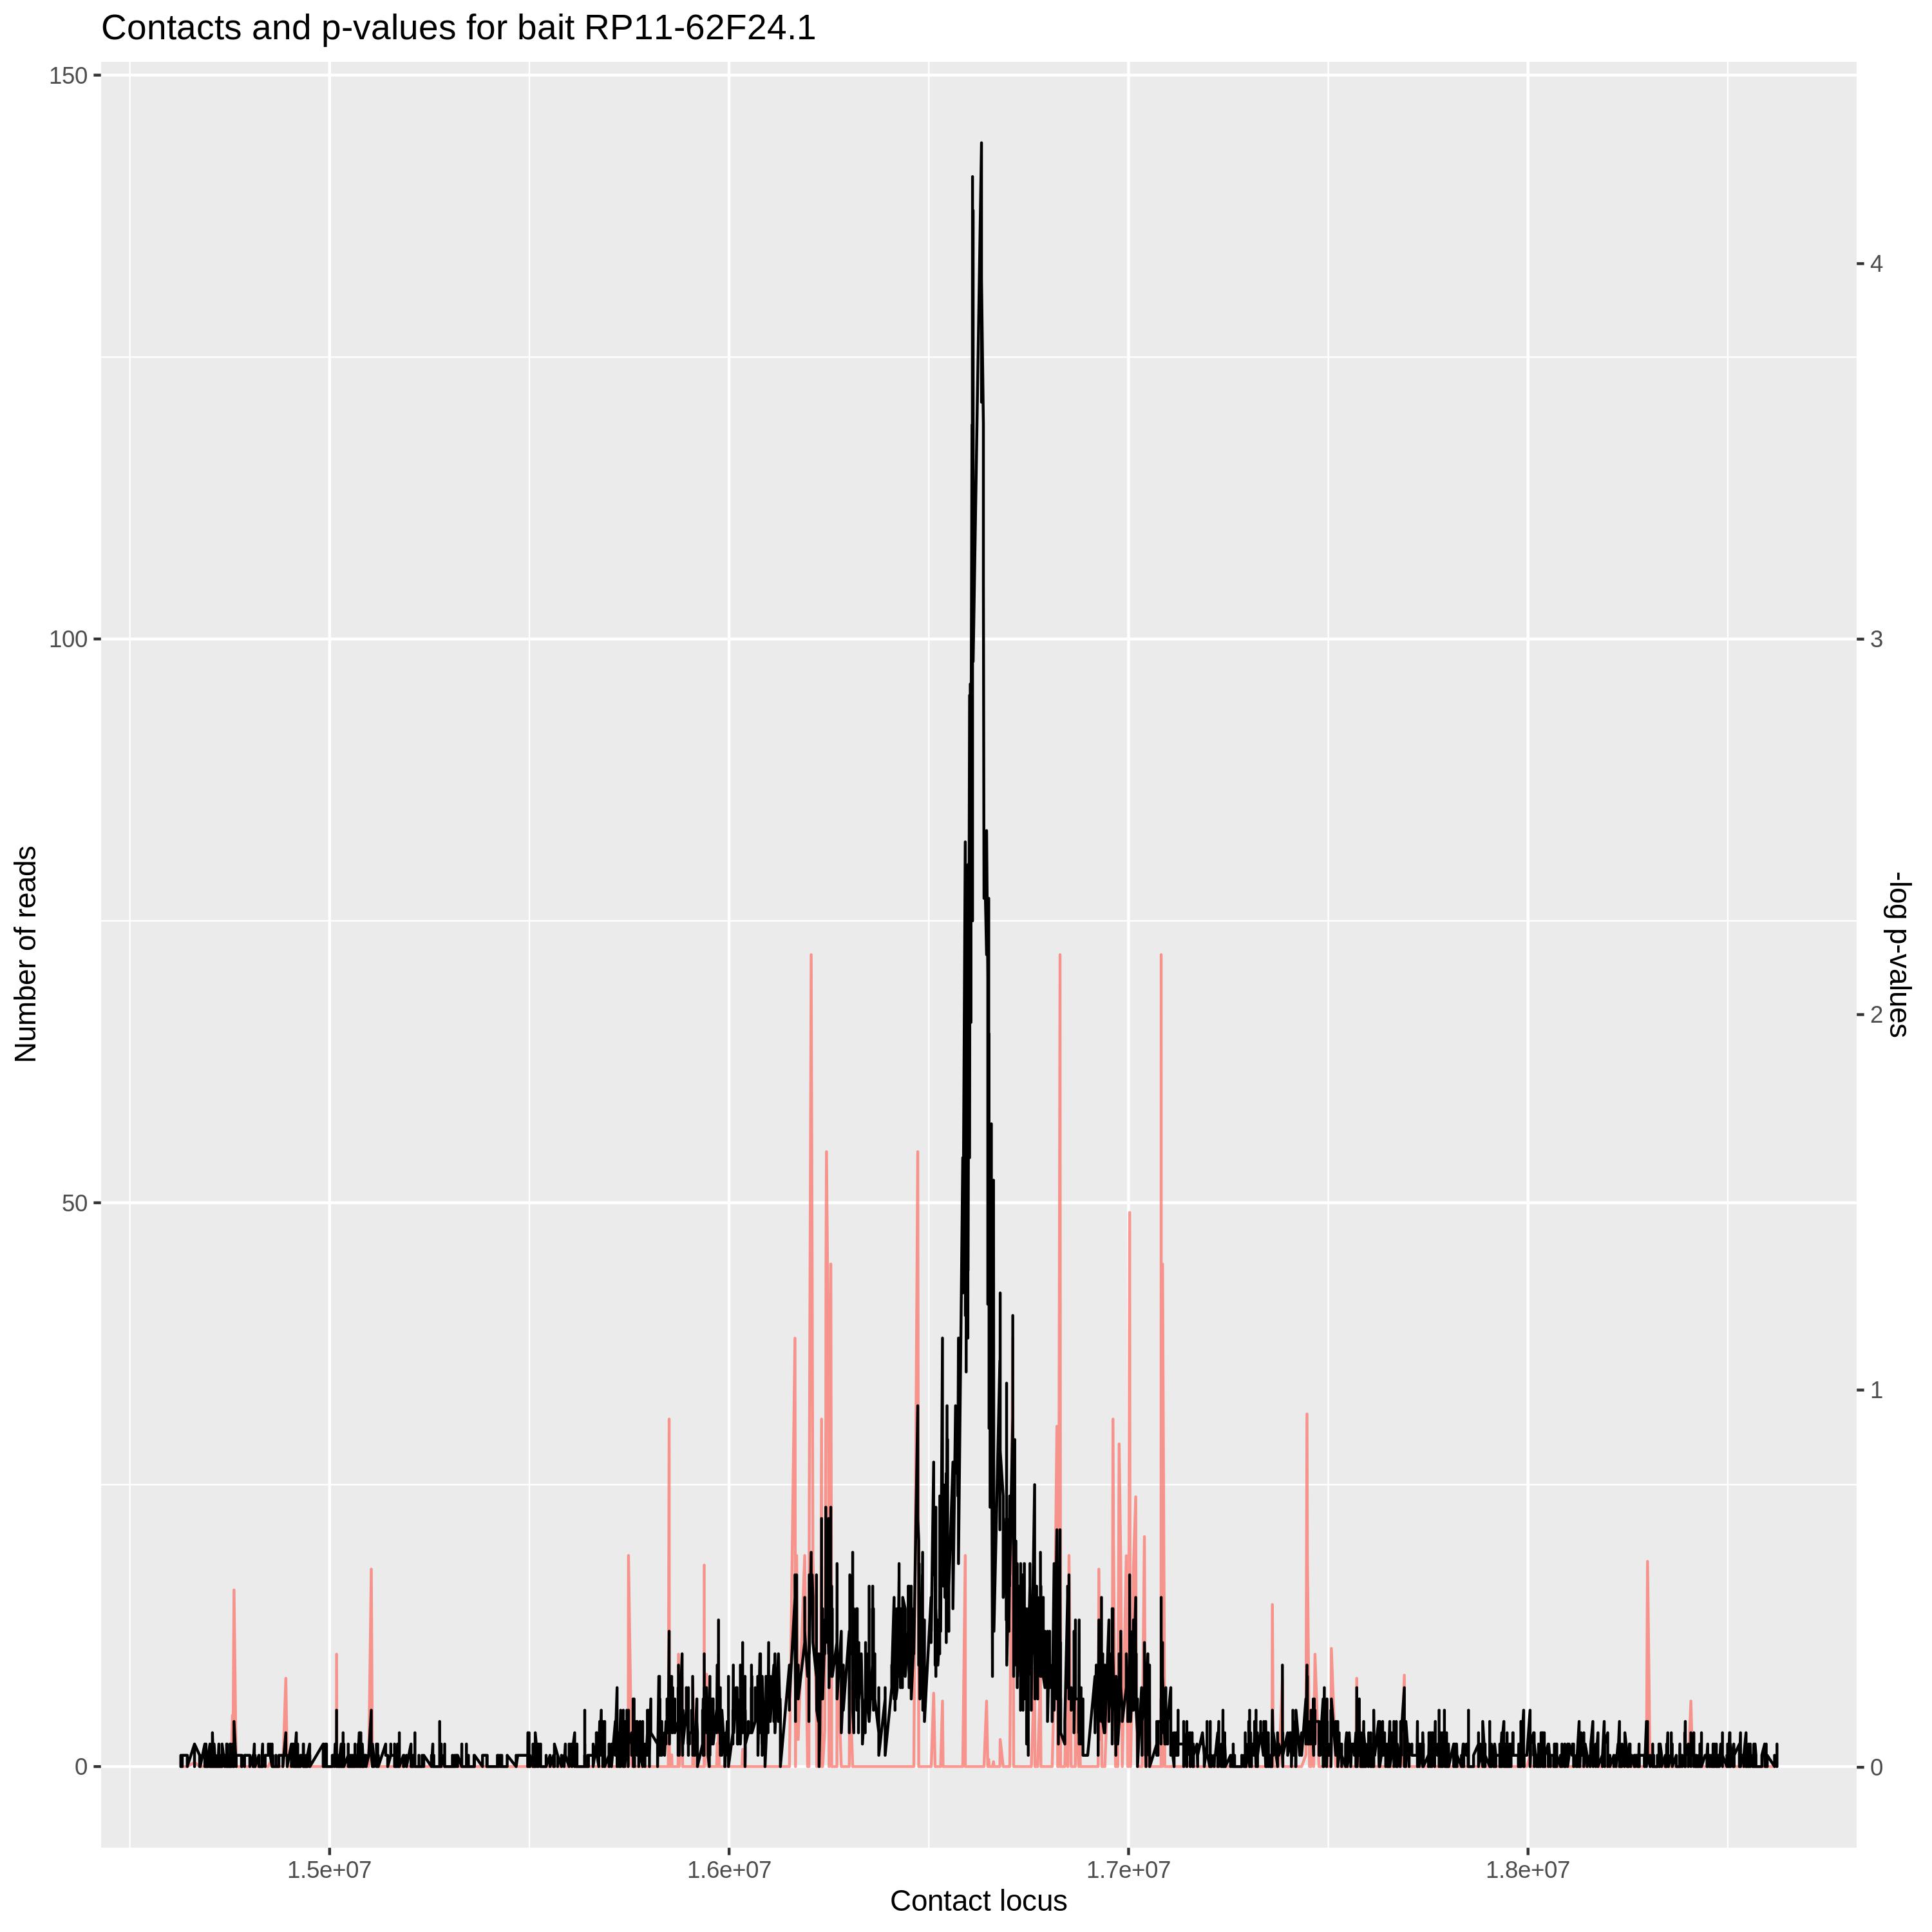 Contacts and p-values for bait RP11-62F24.1
150
100
50
0
Number of reads
4
3
2
1
0
-log p-values
1.5e+07
1.6e+07
1.7e+07
1.8e+07
Contact locus